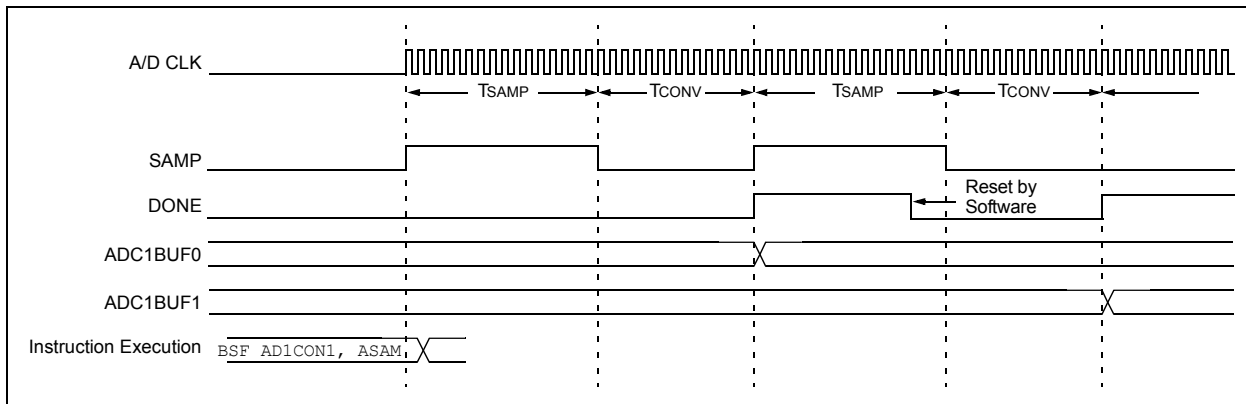 A/D CLK
TSAMP TCONV TSAMP TCONV
SAMP
DONE
Reset by
Software
ADC1BUF0
ADC1BUF1
Instruction Execution BSF AD1CON1, ASAM